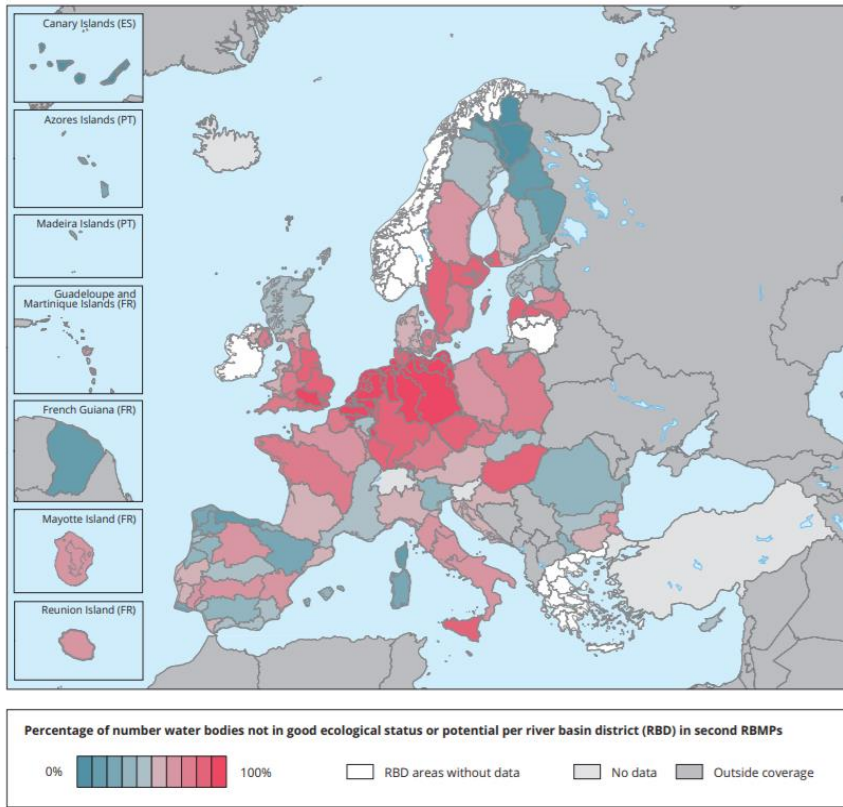 Canary Islands (ES)
Azores Islands (PT)
Madeira Islands (PT)
Guadeloupe and
Martinique Islands (FR)
French Guiana (FR)
Mayotte Island (FR)
Reunion Island (FR)
Percentage of number water bodies not in good ecological status or potential per river basin district (RBD) in second RBMPs
0% 100% RBD areas without data No data Outside coverage